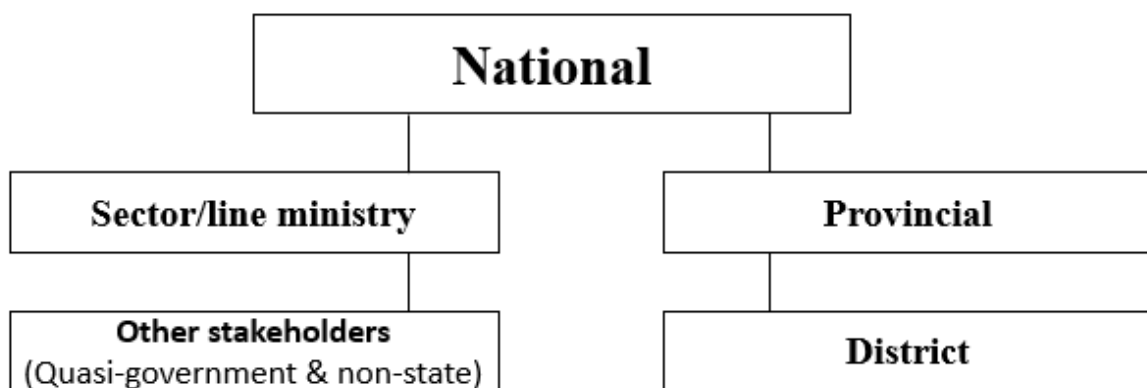 National
Sector/line ministry
Provincial
Other stakeholders
(Quasi-government & non-state)
District